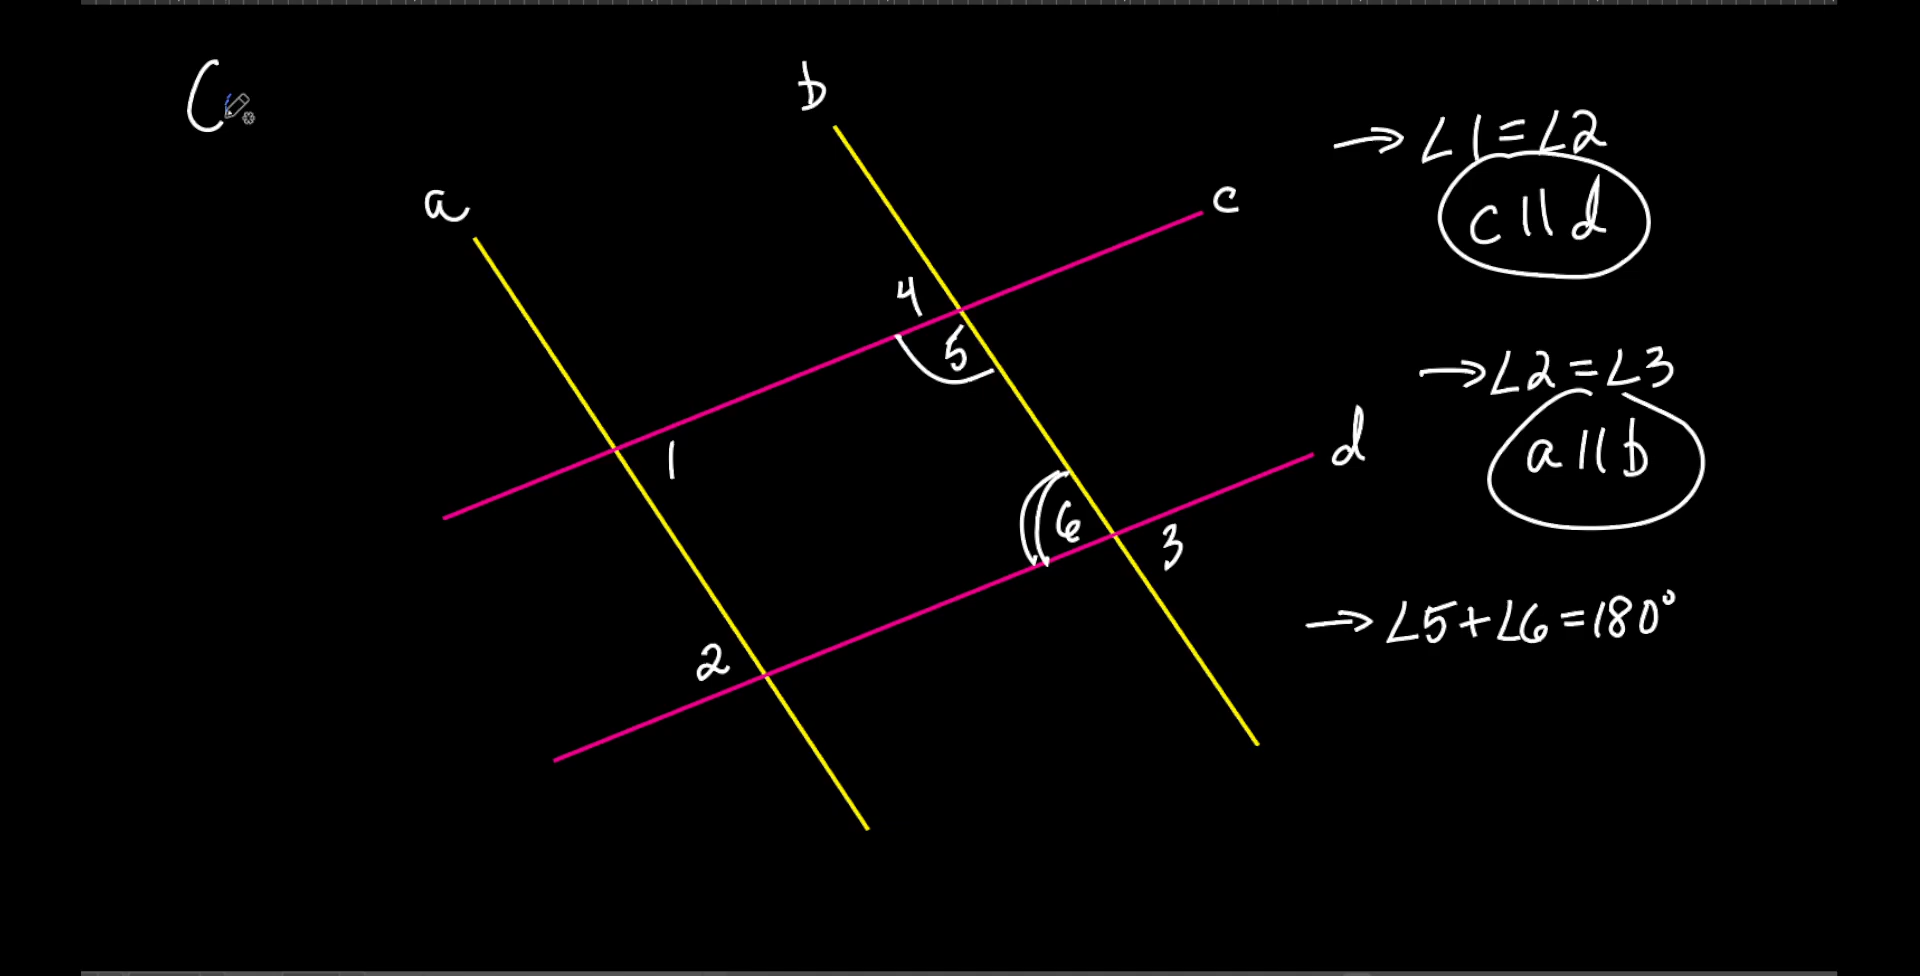 C
b
a
c
4
5
1
d
6
3
2
→ ∠1 = ∠2
c || d
→ ∠2 = ∠3
a || b
→ ∠5 + ∠6 = 180°